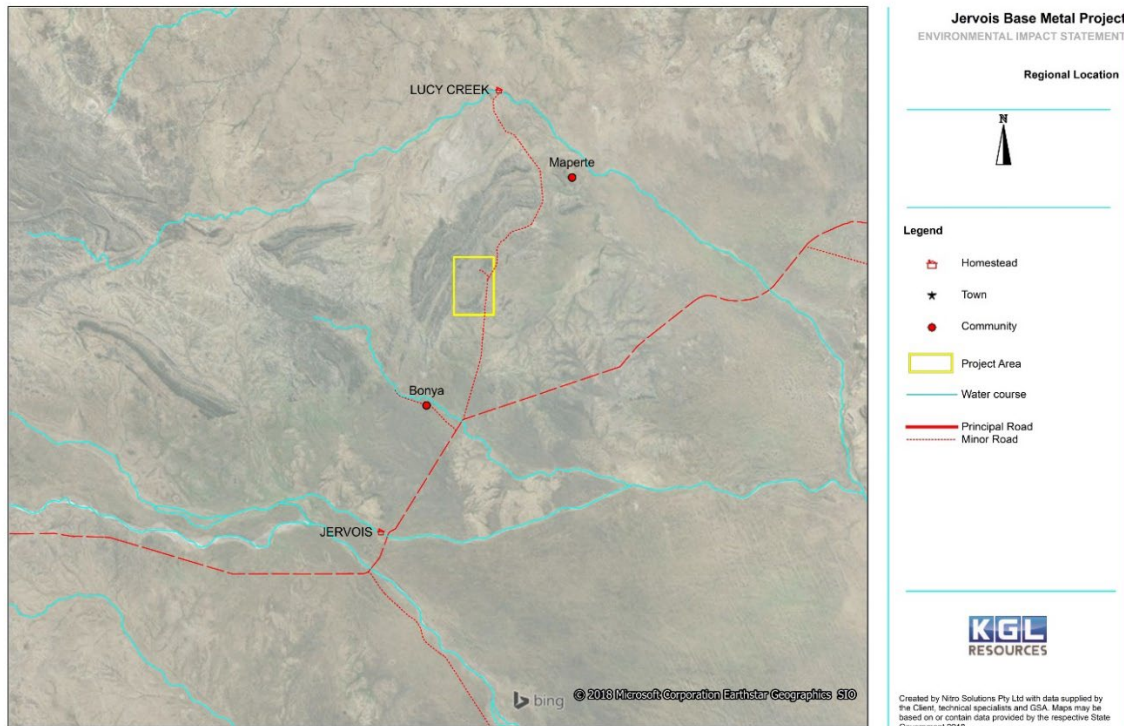 LUCY CREEK
Maperte
Bonya
JERVOIS
bing © 2018 Microsoft Corporation Earthstar Geographics SIO
Jervois Base Metal Project
ENVIRONMENTAL IMPACT STATEMENT
Regional Location
N
Legend
Homestead
Town
Community
Project Area
Water course
Principal Road
Minor Road
KGL
RESOURCES
Created by Nitro Solutions Pty Ltd with data supplied by
the Client, technical specialists and GSA. Maps may be
based on or contain data provided by the respective State
Government 2018